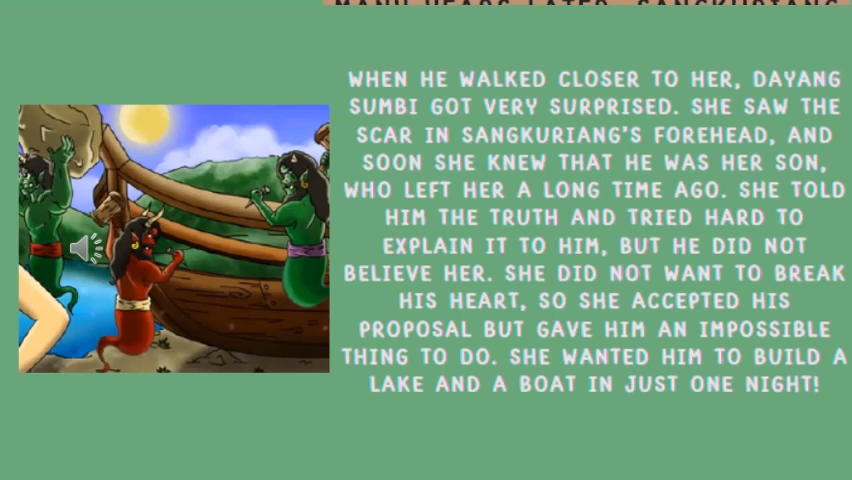 MANY YEARS LATER, SANGKURIANG
WHEN HE WALKED CLOSER TO HER, DAYANG
SUMBI GOT VERY SURPRISED. SHE SAW THE
SCAR IN SANGKURIANG'S FOREHEAD, AND
SOON SHE KNEW THAT HE WAS HER SON,
WHO LEFT HER A LONG TIME AGO. SHE TOLD
HIM THE TRUTH AND TRIED HARD TO
EXPLAIN IT TO HIM, BUT HE DID NOT
BELIEVE HER. SHE DID NOT WANT TO BREAK
HIS HEART, SO SHE ACCEPTED HIS
PROPOSAL BUT GAVE HIM AN IMPOSSIBLE
THING TO DO. SHE WANTED HIM TO BUILD A
LAKE AND A BOAT IN JUST ONE NIGHT!